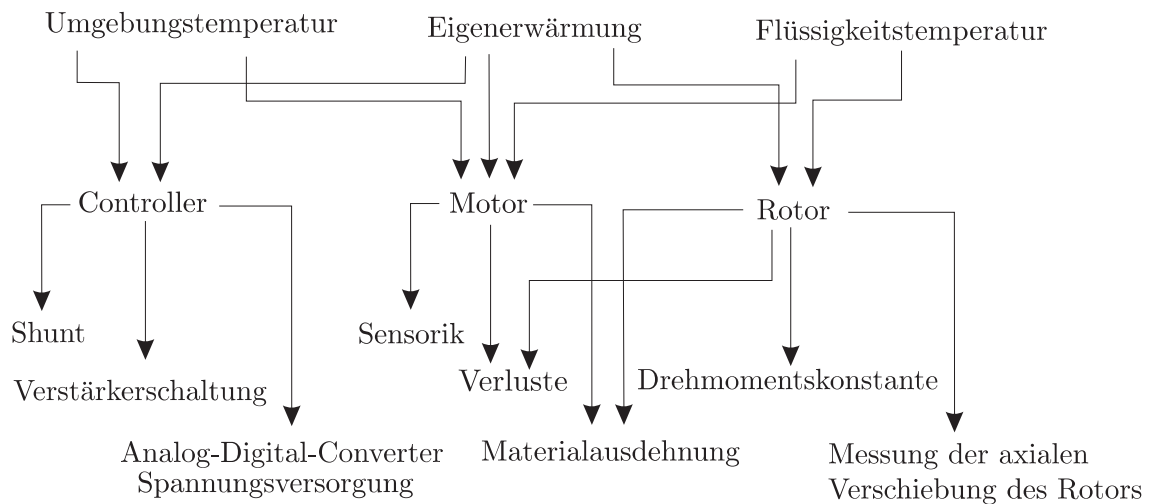 Umgebungstemperatur
Eigenerwärmung
Flüssigkeitstemperatur
Controller
Motor
Rotor
Shunt
Sensorik
Verstärkerschaltung
Verluste
Drehmomentskonstante
Analog-Digital-Converter
Spannungsversorgung
Materialausdehnung
Messung der axialen
Verschiebung des Rotors